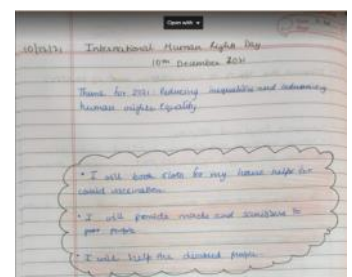 Open with
10/12/21 International Human Rights Day
10th December 2021
Theme for 2021: Reducing inequalities and advancing
human rights Equality
• I will book slots for my house helps for
covid vaccination.
• I will provide masks and sanitizers to
poor people
• I will help the disabled people.